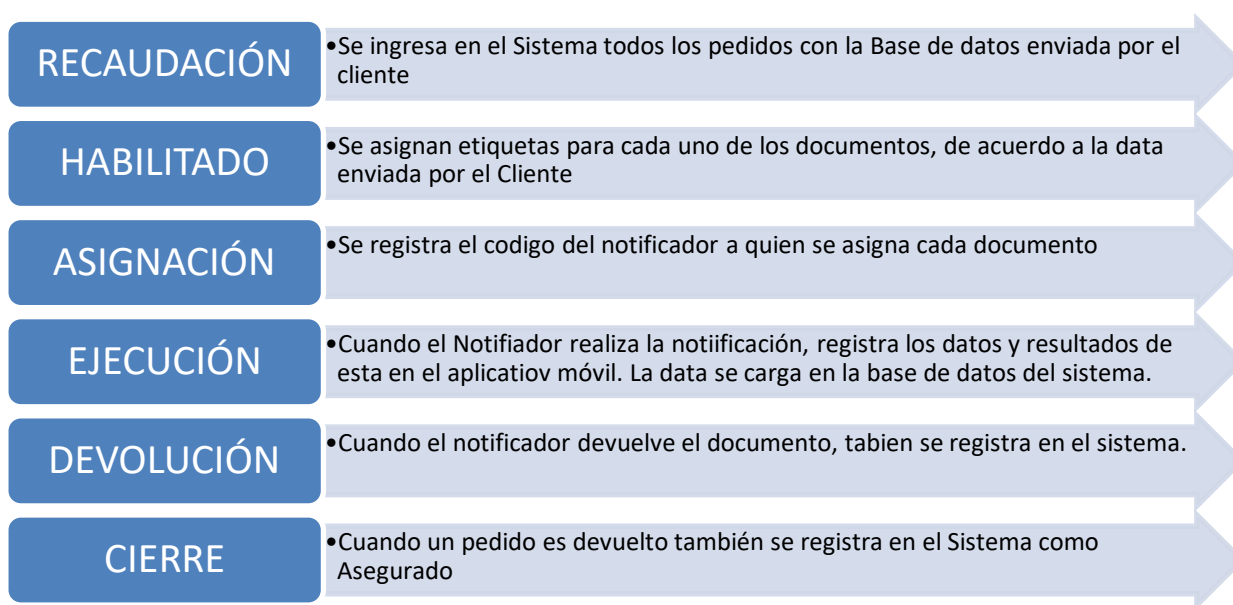 RECAUDACIÓN
•Se ingresa en el Sistema todos los pedidos con la Base de datos enviada por el
cliente
HABILITADO
•Se asignan etiquetas para cada uno de los documentos, de acuerdo a la data
enviada por el Cliente
ASIGNACIÓN
•Se registra el codigo del notificador a quien se asigna cada documento
EJECUCIÓN
•Cuando el Notifiador realiza la notiificación, registra los datos y resultados de
esta en el aplicatiov móvil. La data se carga en la base de datos del sistema.
DEVOLUCIÓN
•Cuando el notificador devuelve el documento, tabien se registra en el sistema.
CIERRE
•Cuando un pedido es devuelto también se registra en el Sistema como
Asegurado